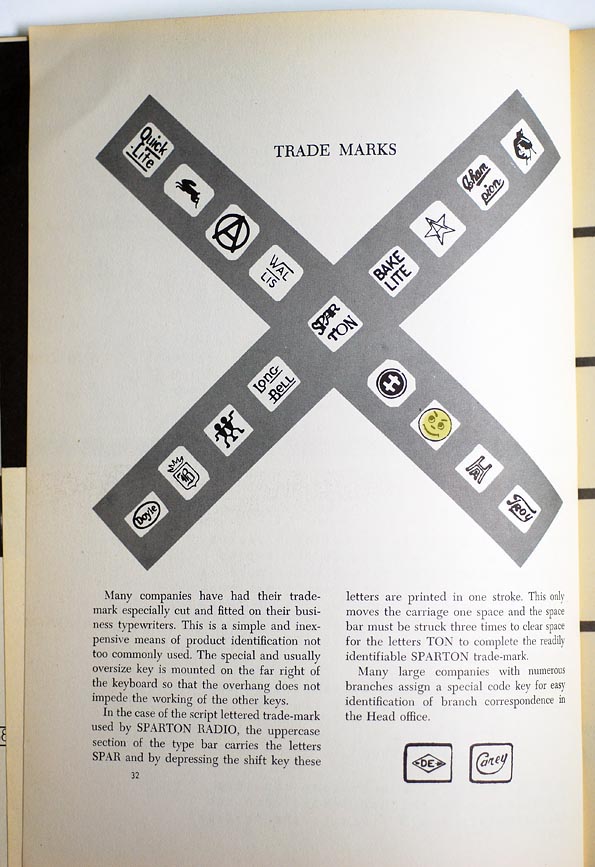 TRADE MARKS
Quick
Lite
A
WAL
LIS
Cham
pion
BAKE
LITE
SPAR
TON
LONG
BELL
H
B
Doyle
H
Troy
Many companies have had their trade-
mark especially cut and fitted on their busi-
ness typewriters. This is a simple and inex-
pensive means of product identification not
too commonly used. The special and usually
oversize key is mounted on the far right of
the keyboard so that the overhang does not
impede the working of the other keys.
In the case of the script lettered trade-mark
used by SPARTON RADIO, the uppercase
section of the type bar carries the letters
SPAR and by depressing the shift key these
32
letters are printed in one stroke. This only
moves the carriage one space and the space
bar must be struck three times to clear space
for the letters TON to complete the readily
identifiable SPARTON trade-mark.
Many large companies with numerous
branches assign a special code key for easy
identification of branch correspondence in
the Head office.
DE
Carey